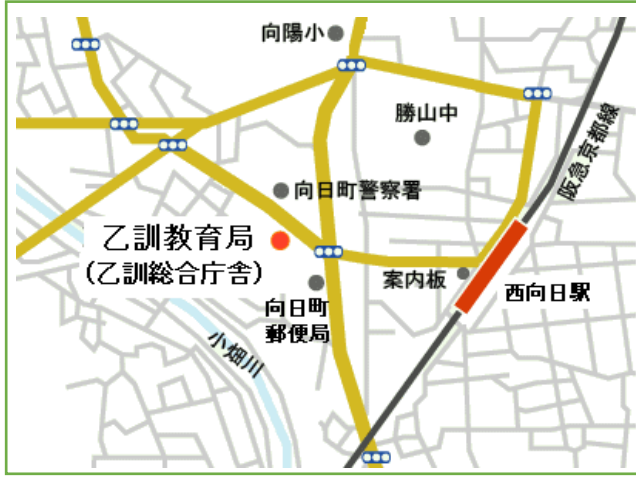 向陽小
勝山中
阪急京都線
向日町警察署
乙訓教育局
(乙訓総合庁舎)
案内板
西向日駅
向日町
郵便局
小畑川